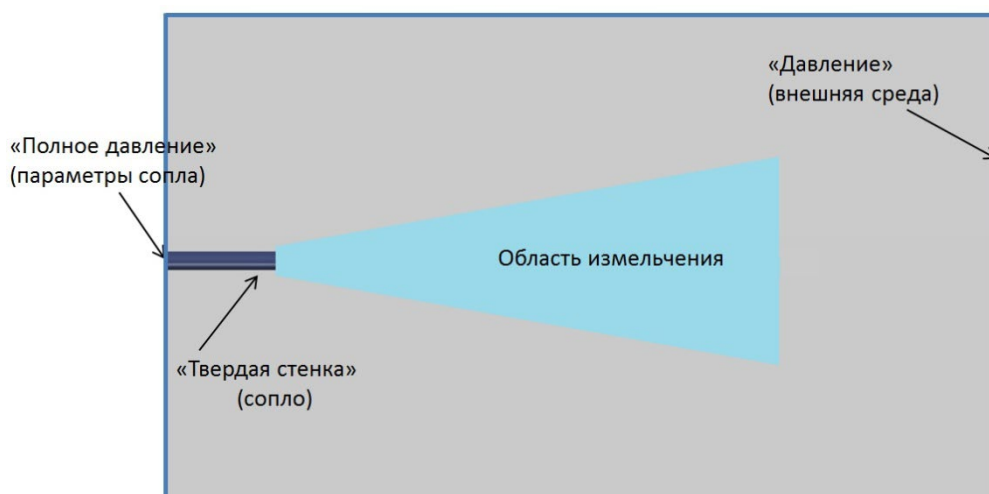 «Давление»
(внешняя среда)
«Полное давление»
(параметры сопла)
Область измельчения
«Твердая стенка»
(сопло)